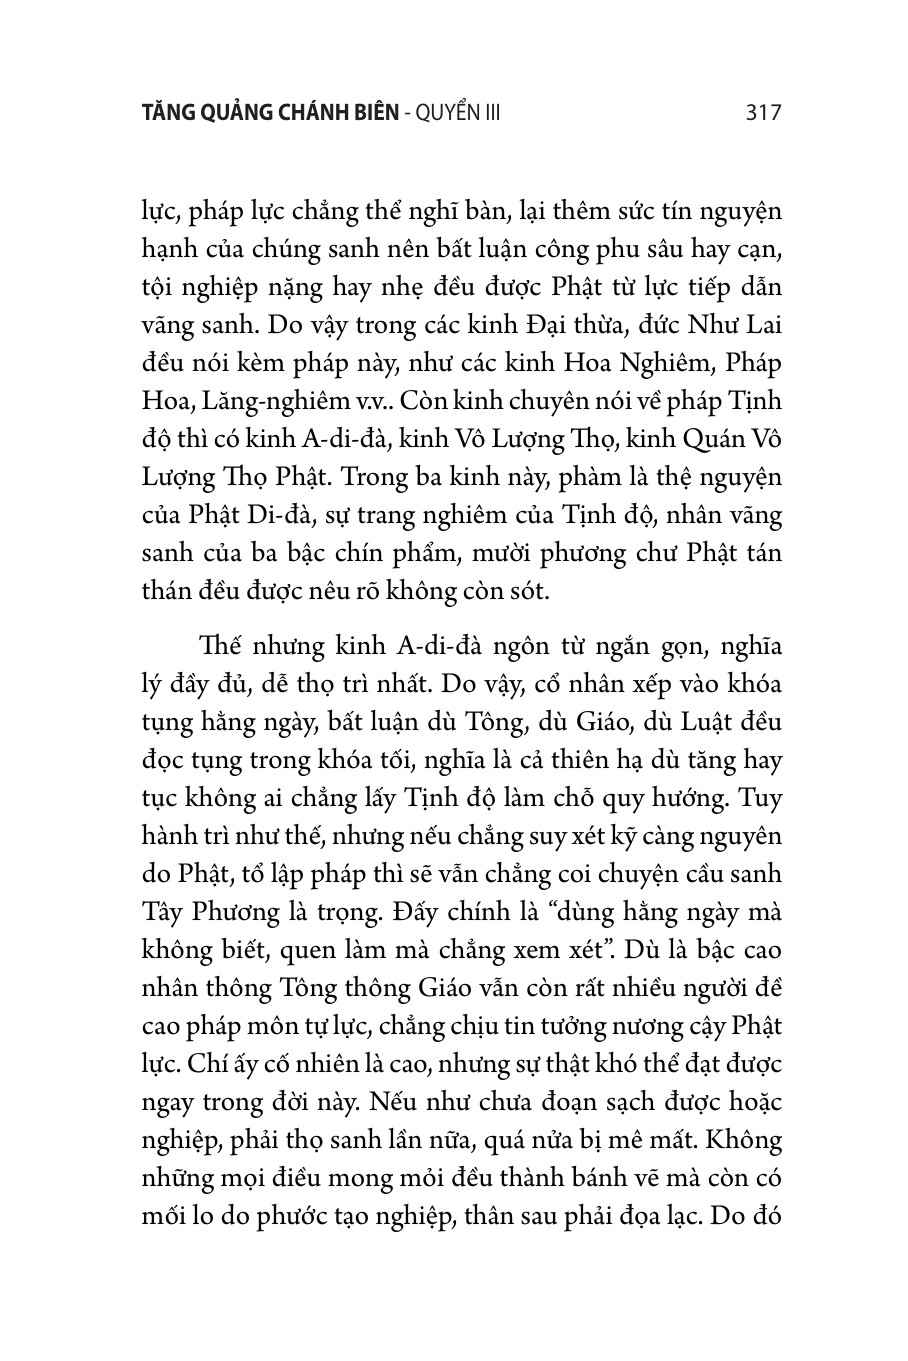 TĂNG QUẢNG CHÁNH BIÊN - QUYỂN III 317
lực, pháp lực chẳng thể nghĩ bàn, lại thêm sức tín nguyện
hạnh của chúng sanh nên bất luận công phu sâu hay cạn,
tội nghiệp nặng hay nhẹ đều được Phật từ lực tiếp dẫn
vãng sanh. Do vậy trong các kinh Đại thừa, đức Như Lai
đều nói kèm pháp này, như các kinh Hoa Nghiêm, Pháp
Hoa, Lăng-nghiêm v.v.. Còn kinh chuyên nói về pháp Tịnh
độ thì có kinh A-di-đà, kinh Vô Lượng Thọ, kinh Quán Vô
Lượng Thọ Phật. Trong ba kinh này, phàm là thệ nguyện
của Phật Di-đà, sự trang nghiêm của Tịnh độ, nhân vãng
sanh của ba bậc chín phẩm, mười phương chư Phật tán
thán đều được nêu rõ không còn sót.
Thế nhưng kinh A-di-đà ngôn từ ngắn gọn, nghĩa
lý đầy đủ, dễ thọ trì nhất. Do vậy, cổ nhân xếp vào khóa
tụng hằng ngày, bất luận dù Tông, dù Giáo, dù Luật đều
đọc tụng trong khóa tối, nghĩa là cả thiên hạ dù tăng hay
tục không ai chẳng lấy Tịnh độ làm chỗ quy hướng. Tuy
hành trì như thế, nhưng nếu chẳng suy xét kỹ càng nguyên
do Phật, tổ lập pháp thì sẽ vẫn chẳng coi chuyện cầu sanh
Tây Phương là trọng. Đấy chính là “dùng hằng ngày mà
không biết, quen làm mà chẳng xem xét”. Dù là bậc cao
nhân thông Tông thông Giáo vẫn còn rất nhiều người đề
cao pháp môn tự lực, chẳng chịu tin tưởng nương cậy Phật
lực. Chí ấy cố nhiên là cao, nhưng sự thật khó thể đạt được
ngay trong đời này. Nếu như chưa đoạn sạch được hoặc
nghiệp, phải thọ sanh lần nữa, quá nửa bị mê mất. Không
những mọi điều mong mỏi đều thành bánh vẽ mà còn có
mối lo do phước tạo nghiệp, thân sau phải đọa lạc. Do đó